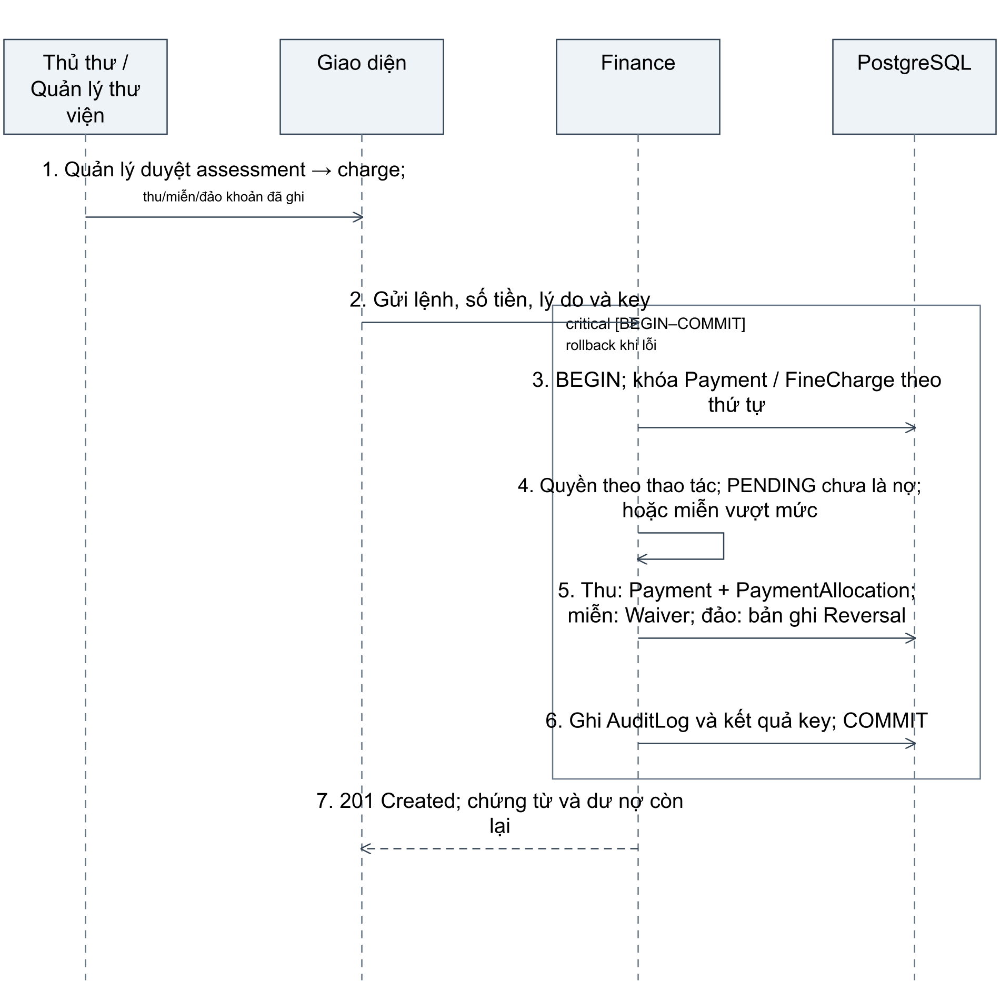 Thủ thư /
Quản lý thư
viện
Giao diện
Finance
PostgreSQL
1. Quản lý duyệt assessment → charge;
thu/miễn/đảo khoản đã ghi
2. Gửi lệnh, số tiền, lý do và key
critical [BEGIN–COMMIT]
rollback khi lỗi
3. BEGIN; khóa Payment / FineCharge theo
thứ tự
4. Quyền theo thao tác; PENDING chưa là nợ;
hoặc miễn vượt mức
5. Thu: Payment + PaymentAllocation;
miễn: Waiver; đảo: bản ghi Reversal
6. Ghi AuditLog và kết quả key; COMMIT
7. 201 Created; chứng từ và dư nợ còn
lại